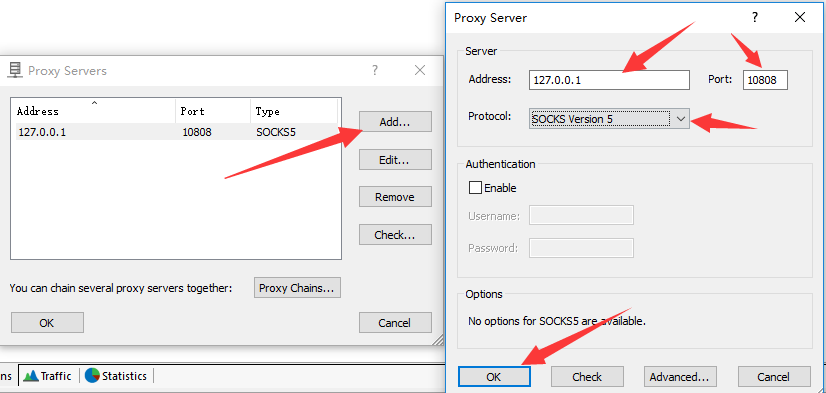 Proxy Servers
?
Address Port Type
127.0.0.1 10808 SOCKS5
Add...
Edit...
Remove
Check...
You can chain several proxy servers together: Proxy Chains...
OK Cancel
ns Traffic Statistics
Proxy Server
?
Server
Address: 127.0.0.1 Port: 10808
Protocol: SOCKS Version 5
Authentication
Enable
Username:
Password:
Options
No options for SOCKS5 are available.
OK Check Advanced... Cancel